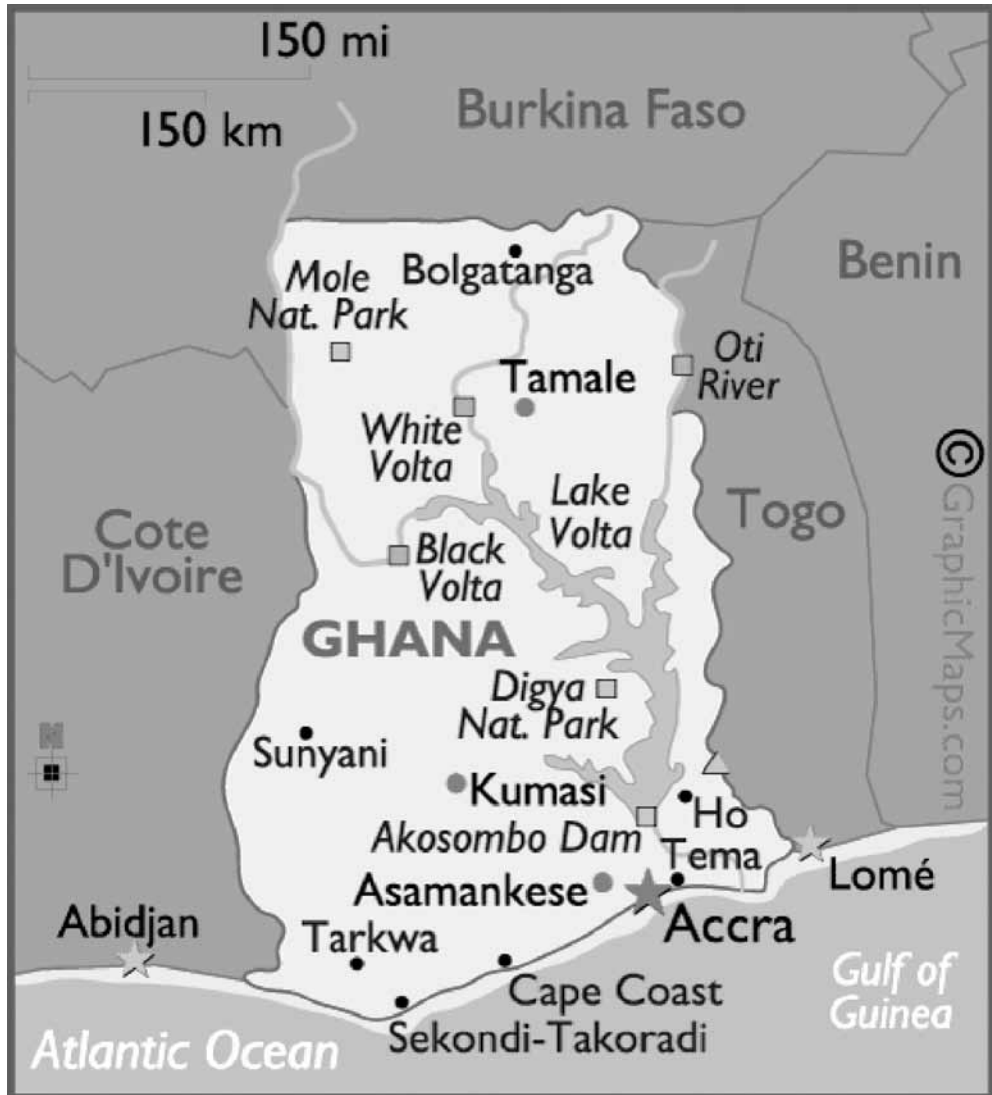 150 mi
150 km
Burkina Faso
Benin
Bolgatanga
Mole
Nat. Park
Oti
River
Tamale
White
Volta
Lake
Volta
Togo
Cote
D'Ivoire
Black
Volta
GHANA
Digya
Nat. Park
N
Sunyani
Kumasi
Ho
Akosombo Dam
Tema
Asamankese
Lomé
Accra
Abidjan
Tarkwa
Cape Coast
Sekondi-Takoradi
Gulf of
Guinea
Atlantic Ocean
©GraphicMaps.com